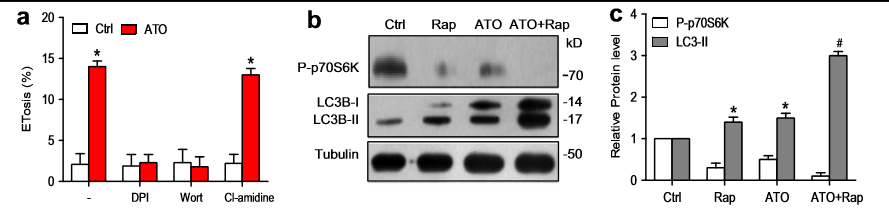 a
ETosis (%)
20
15
10
5
0
Ctrl
ATO
*
*
-
DPI
Wort
Cl-amidine
b
Ctrl Rap ATO ATO+Rap
kD
P-p70S6K
-70
LC3B-I
-14
LC3B-II
-17
Tubulin
-50
c
Relative Protein level
4
3
2
1
0
P-p70S6K
LC3-II
*
*
#
Ctrl
Rap
ATO
ATO+Rap